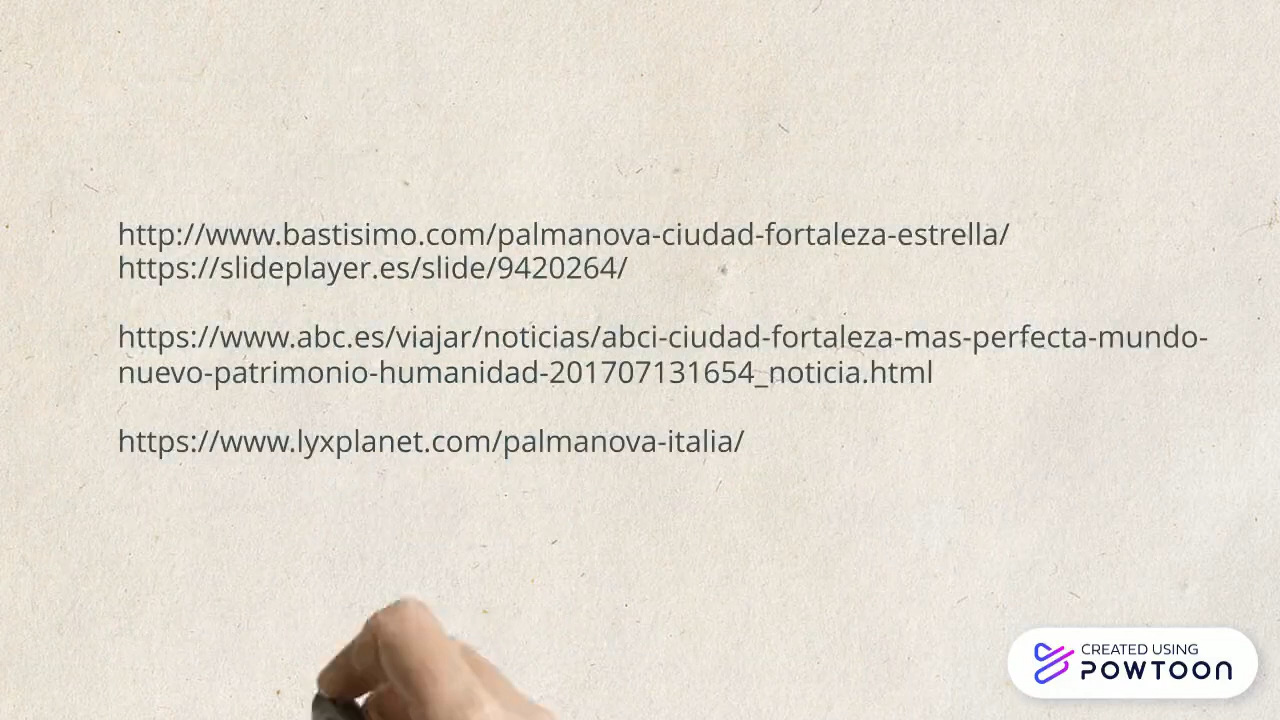 http://www.bastisimo.com/palmanova-ciudad-fortaleza-estrella/
https://slideplayer.es/slide/9420264/
https://www.abc.es/viajar/noticias/abci-ciudad-fortaleza-mas-perfecta-mundo-
nuevo-patrimonio-humanidad-201707131654_noticia.html
https://www.lyxplanet.com/palmanova-italia/
CREATED USING
POWTOON